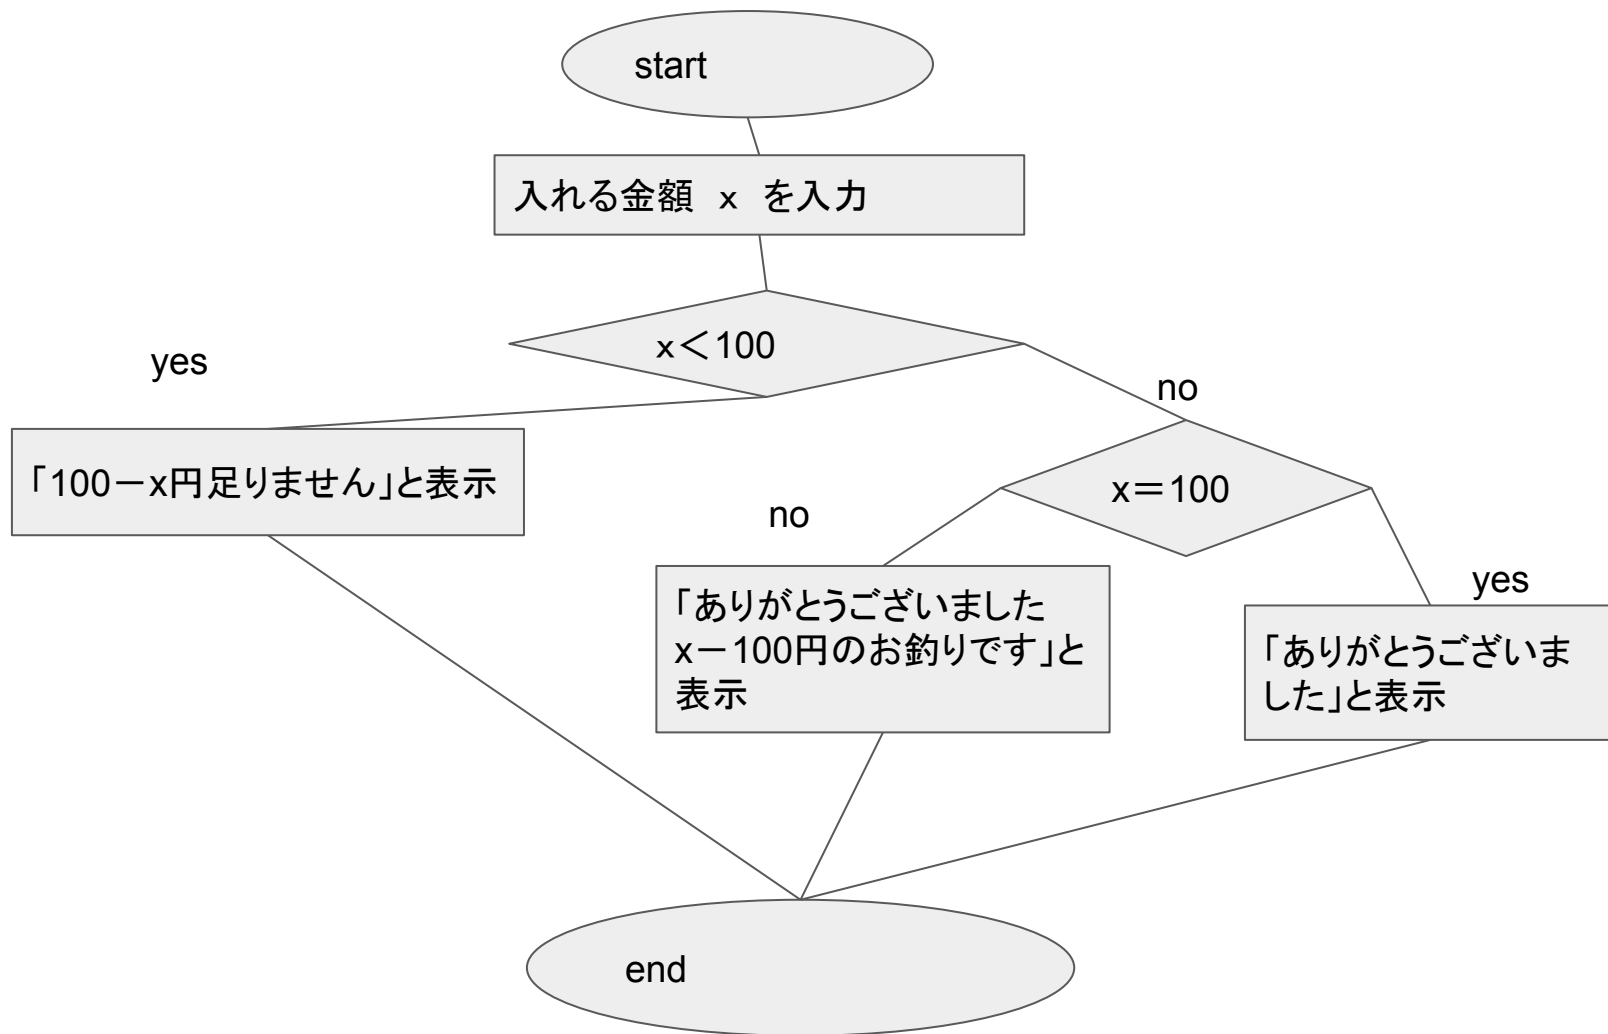 start
入れる金額　x　を入力
x＜100
yes
no
「100－x円足りません」と表示
x＝100
no
yes
「ありがとうございました
x－100円のお釣りです」と
表示
「ありがとうございま
した」と表示
end